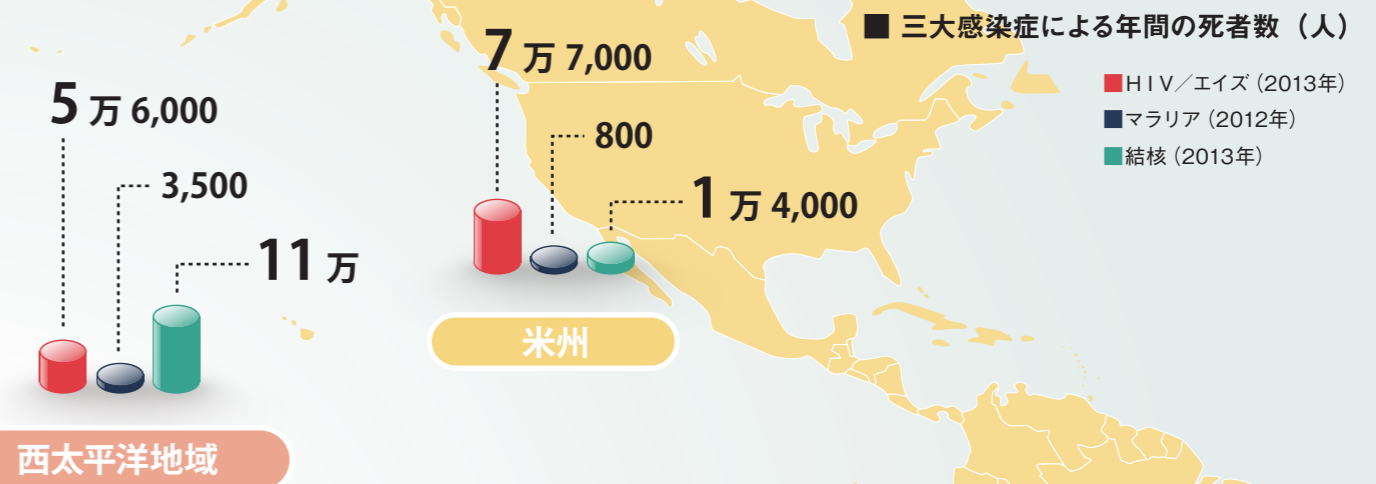 ■ 三大感染症による年間の死者数（人）
■HIV／エイズ（2013年）
■マラリア（2012年）
■結核（2013年）
7万7,000
800
1万4,000
米州
5万6,000
3,500
11万
西太平洋地域